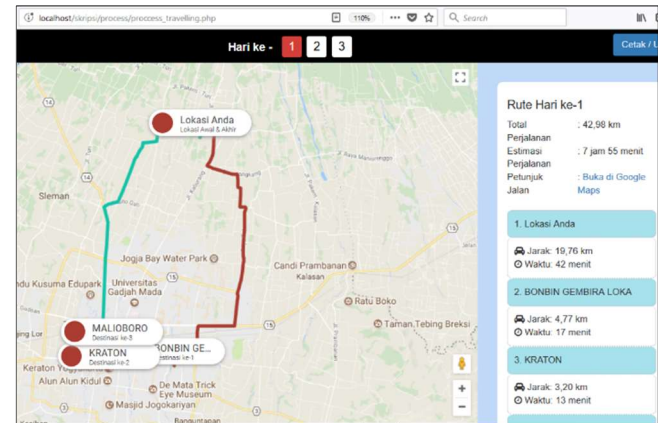 localhost/skripsi/process/proccess_travelling.php
110%
Search
Hari ke - 1 2 3
Cetak / U
Lokasi Anda
Lokasi Awal & Akhir
Sleman
Jogja Bay Water Park
Candi Prambanan
Kalasan
du Kusuma Edupark
Universitas
Gadjah Mada
Ratu Boko
Taman Tebing Breksi
MALIOBORO
Destinasi ke-3
KRATON
Destinasi ke-2
BONBIN GE...
Destinasi ke-1
Keraton
Alun Alun Kidul
De Mata Trick
Eye Museum
Masjid Jogokariyan
Banguntapan
Rute Hari ke-1
Total Perjalanan : 42,98 km
Estimasi Perjalanan : 7 jam 55 menit
Petunjuk Jalan : Buka di Google Maps
1. Lokasi Anda
Jarak: 19,76 km
Waktu: 42 menit
2. BONBIN GEMBIRA LOKA
Jarak: 4,77 km
Waktu: 17 menit
3. KRATON
Jarak: 3,20 km
Waktu: 13 menit